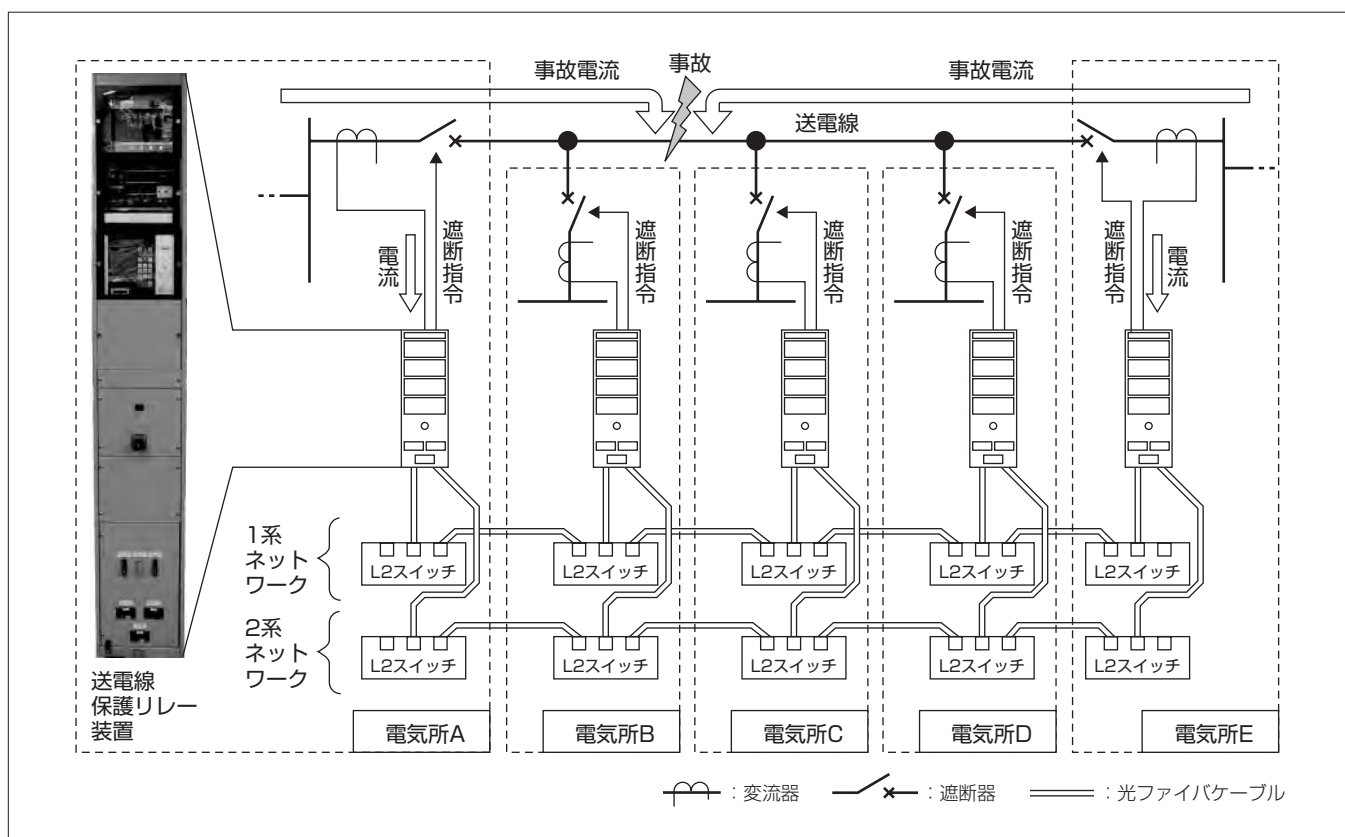 事故電流
事故
事故電流
送電線
電流
遮断指令
遮断指令
遮断指令
遮断指令
遮断指令
電流
1系
ネット
ワーク
L2スイッチ
L2スイッチ
L2スイッチ
L2スイッチ
L2スイッチ
2系
ネット
ワーク
L2スイッチ
L2スイッチ
L2スイッチ
L2スイッチ
L2スイッチ
送電線
保護リレー
装置
電気所A
電気所B
電気所C
電気所D
電気所E
：変流器
：遮断器
：光ファイバケーブル